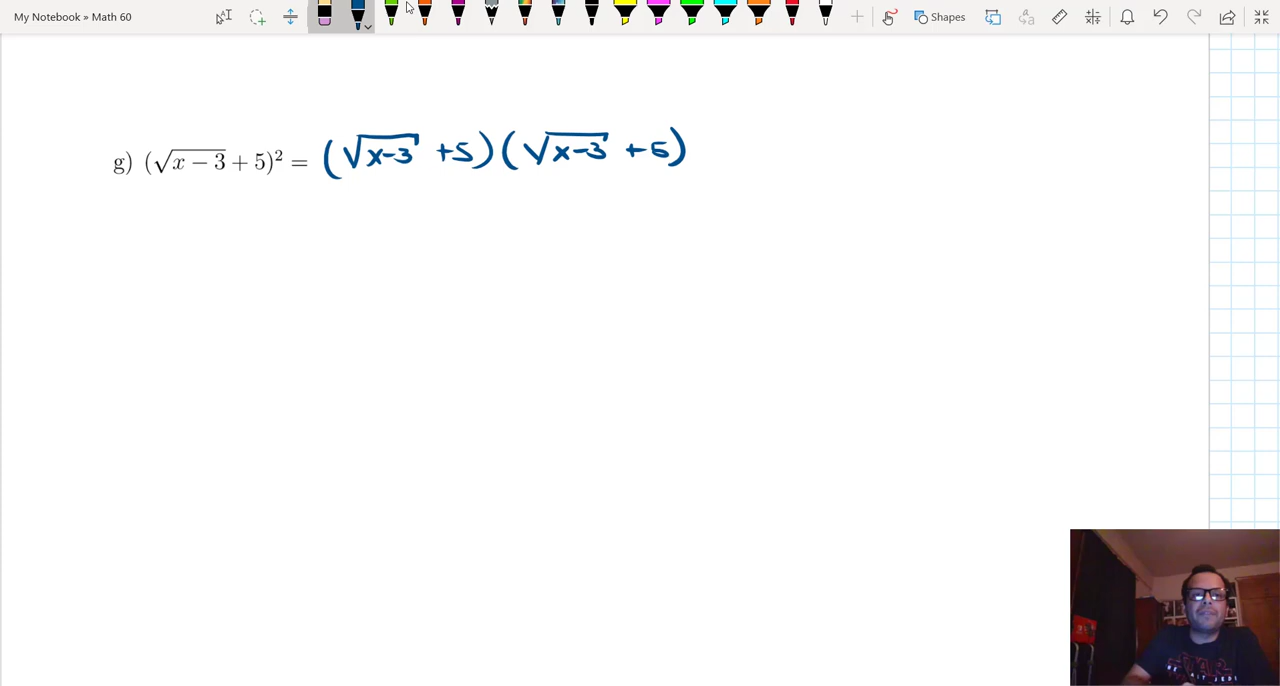 My Notebook » Math 60
Shapes
g) (√(x − 3) + 5)² = (√(x-3) +5)(√(x-3) +5)